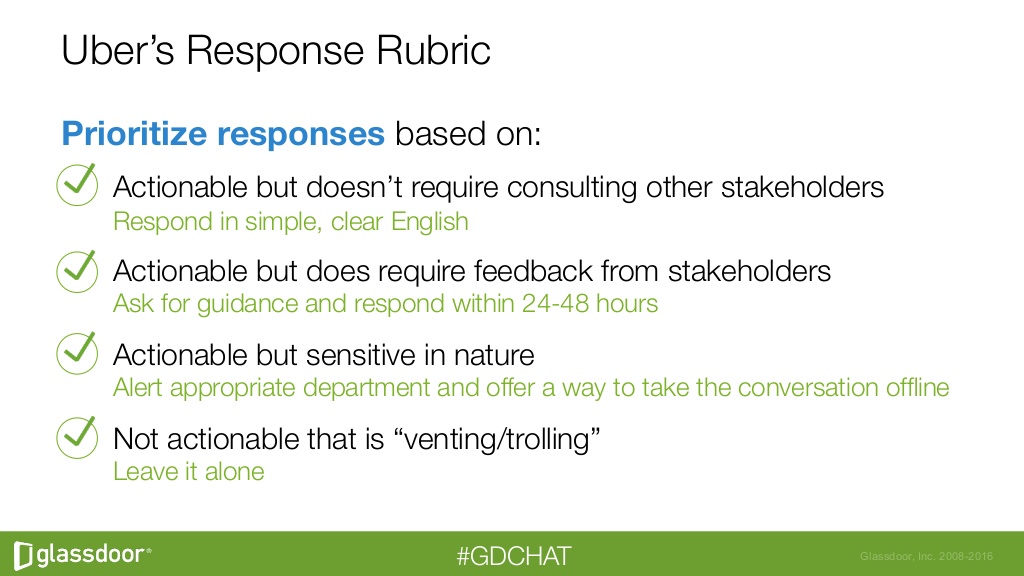 Uber’s Response Rubric
Prioritize responses based on:
Actionable but doesn’t require consulting other stakeholders
Respond in simple, clear English
Actionable but does require feedback from stakeholders
Ask for guidance and respond within 24-48 hours
Actionable but sensitive in nature
Alert appropriate department and offer a way to take the conversation offline
Not actionable that is “venting/trolling”
Leave it alone
glassdoor®
#GDCHAT
Glassdoor, Inc. 2008-2016